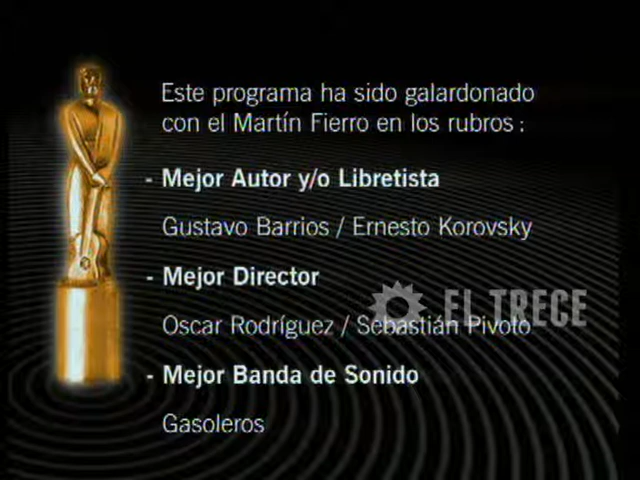 Este programa ha sido galardonado
con el Martín Fierro en los rubros :
- Mejor Autor y/o Libretista
Gustavo Barrios / Ernesto Korovsky
- Mejor Director
EL TRECE
Oscar Rodríguez / Sebastián Pivoto
- Mejor Banda de Sonido
Gasoleros